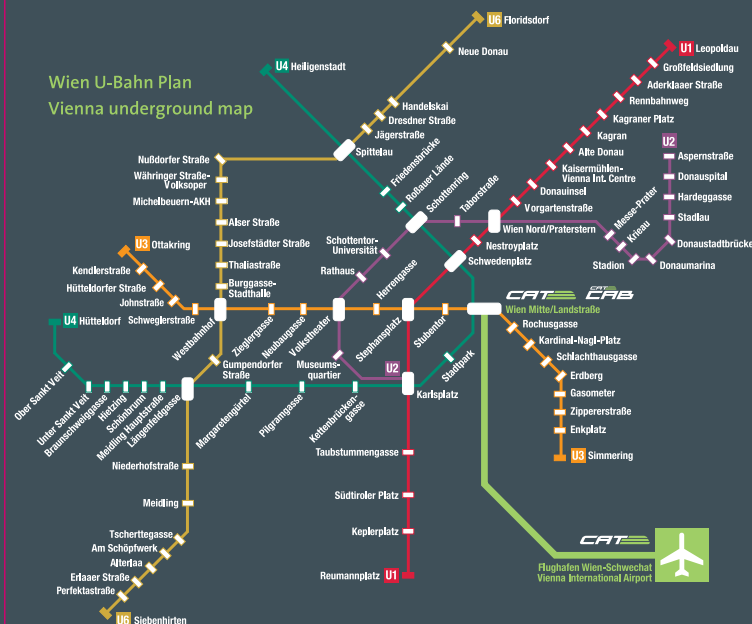 Wien U-Bahn Plan
Vienna underground map
U6 Floridsdorf
Neue Donau
U4 Heiligenstadt
Handelskai
Dresdner Straße
Jägerstraße
Spittelau
Nußdorfer Straße
Währinger Straße-
Volksoper
Michelbeuern-AKH
Alser Straße
Josefstädter Straße
Thaliastraße
Burggasse-
Stadthalle
Friedensbrücke
Roßauer Lände
Schottenring
Taborstraße
Schottentor-
Universität
Rathaus
Herrengasse
U1 Leopoldau
Großfeldsiedlung
Aderklaaer Straße
Rennbahnweg
Kagraner Platz
Kagran
Alte Donau
Kaisermühlen-
Vienna Int. Centre
Donauinsel
Vorgartenstraße
Wien Nord/Praterstern
Nestroyplatz
Schwedenplatz
U2
Aspernstraße
Donauspital
Hardeggasse
Stadlau
Donaustadtbrücke
Donaumarina
Stadion
Krieau
Messe-Prater
U3 Ottakring
Kendlerstraße
Hütteldorfer Straße
Johnstraße
Schweglerstraße
Westbahnhof
Zieglergasse
Neubaugasse
Volkstheater
Stephansplatz
Stubentor
CAT CAB
Wien Mitte/Landstraße
Rochusgasse
Kardinal-Nagl-Platz
Schlachthausgasse
Erdberg
Gasometer
Zippererstraße
Enkplatz
U3 Simmering
U4 Hütteldorf
Ober Sankt Veit
Unter Sankt Veit
Braunschweiggasse
Hietzing
Schönbrunn
Meidling Hauptstraße
Längenfeldgasse
Gumpendorfer
Straße
Margaretengürtel
Pilgramgasse
Kettenbrücken-
gasse
Museums-
quartier
U2
Karlsplatz
Stadtpark
Taubstummengasse
Südtiroler Platz
Keplerplatz
Reumannplatz U1
Niederhofstraße
Meidling
Tscherttegasse
Am Schöpfwerk
Alterlaa
Erlaaer Straße
Perfektastraße
U6 Siebenhirten
CAT
Flughafen Wien-Schwechat
Vienna International Airport